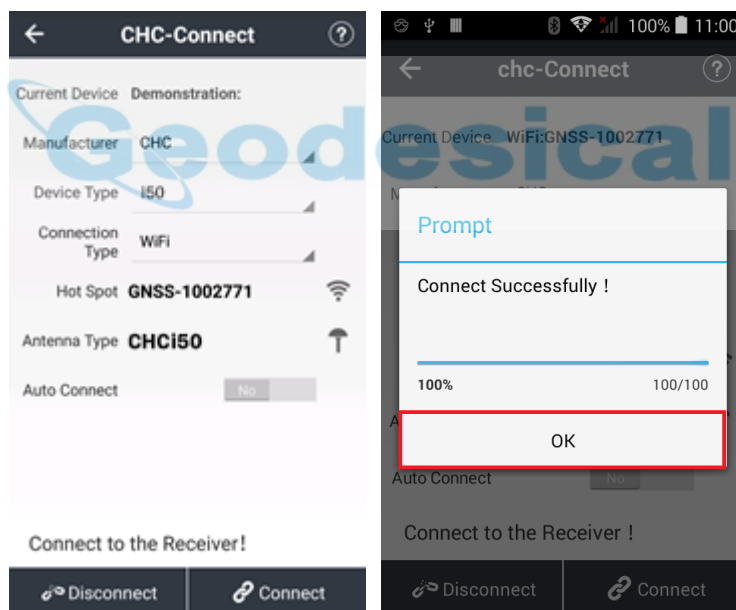 CHC-Connect ?
Current Device Demonstration:
Manufacturer CHC
Device Type i50
Connection
Type WiFi
Hot Spot GNSS-1002771
Antenna Type CHCi50
Auto Connect No
Connect to the Receiver!
Disconnect Connect
100% 11:00
chc-Connect ?
Current Device WiFi:GNSS-1002771
Prompt
Connect Successfully !
100% 100/100
OK
Auto Connect No
Connect to the Receiver !
Disconnect Connect
Geodesical